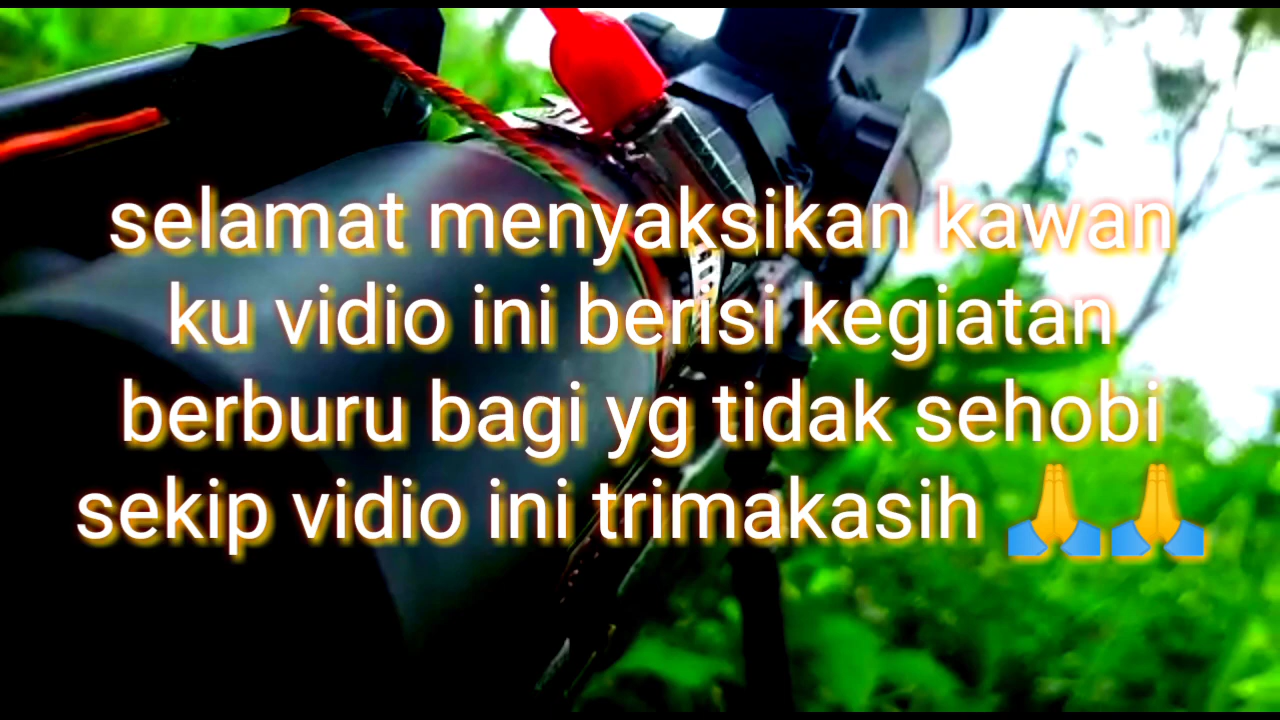 selamat menyaksikan kawan
ku vidio ini berisi kegiatan
berburu bagi yg tidak sehobi
sekip vidio ini trimakasih 🙏🙏